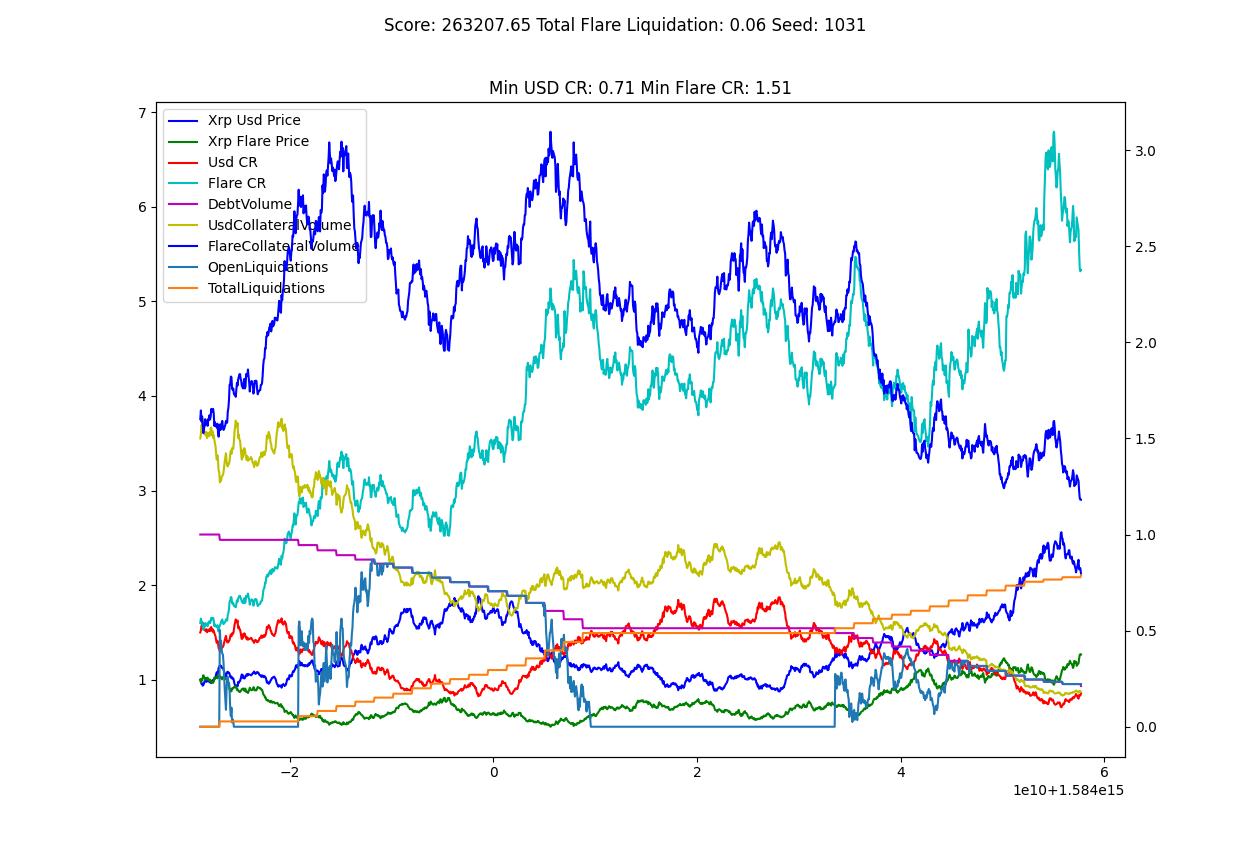 Score: 263207.65 Total Flare Liquidation: 0.06 Seed: 1031
Min USD CR: 0.71 Min Flare CR: 1.51
Xrp Usd Price
Xrp Flare Price
Usd CR
Flare CR
DebtVolume
UsdCollateralVolume
FlareCollateralVolume
OpenLiquidations
TotalLiquidations
7
6
5
4
3
2
1
3.0
2.5
2.0
1.5
1.0
0.5
0.0
−2
0
2
4
6
1e10+1.584e15